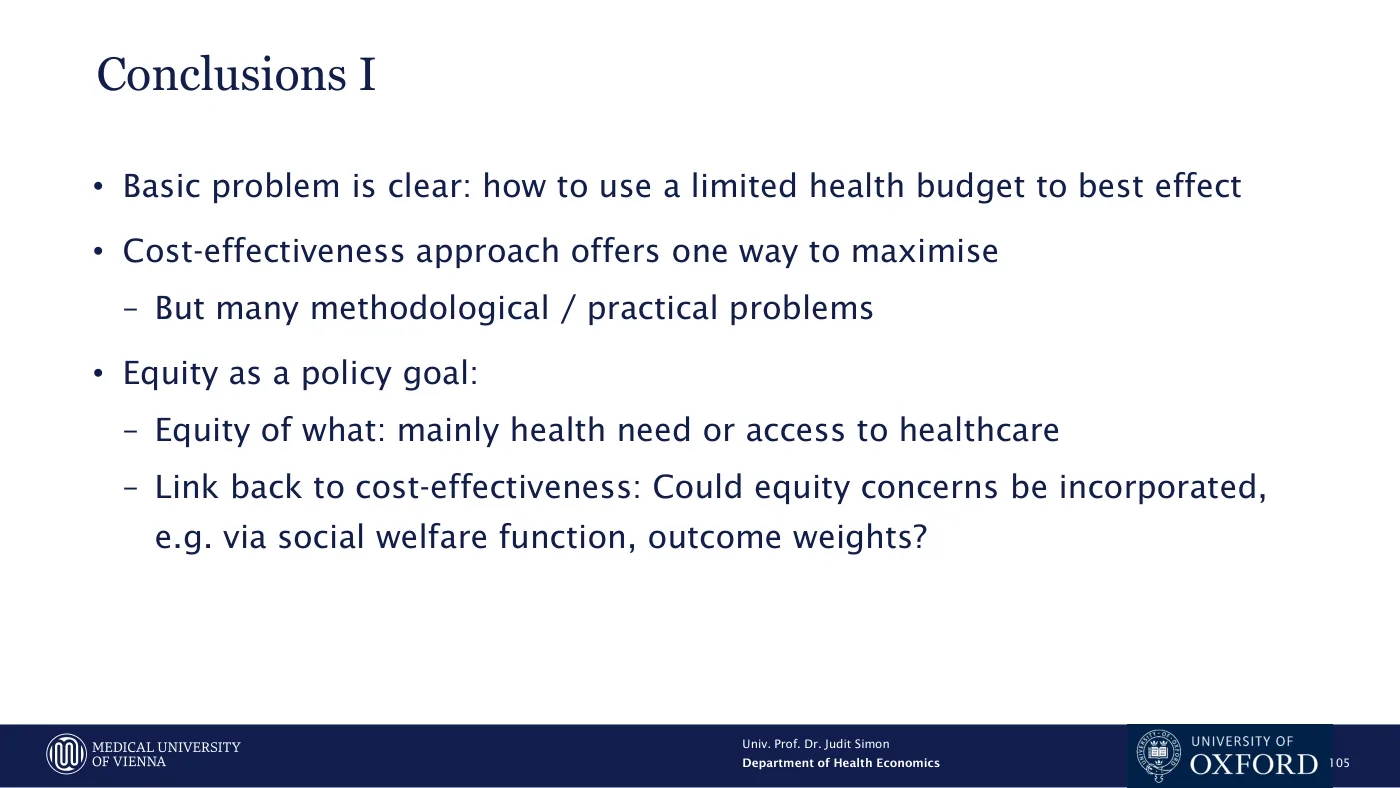 Conclusions I
• Basic problem is clear: how to use a limited health budget to best effect
• Cost-effectiveness approach offers one way to maximise
– But many methodological / practical problems
• Equity as a policy goal:
– Equity of what: mainly health need or access to healthcare
– Link back to cost-effectiveness: Could equity concerns be incorporated,
e.g. via social welfare function, outcome weights?
MEDICAL UNIVERSITY
OF VIENNA
Univ. Prof. Dr. Judit Simon
Department of Health Economics
UNIVERSITY OF
OXFORD
105